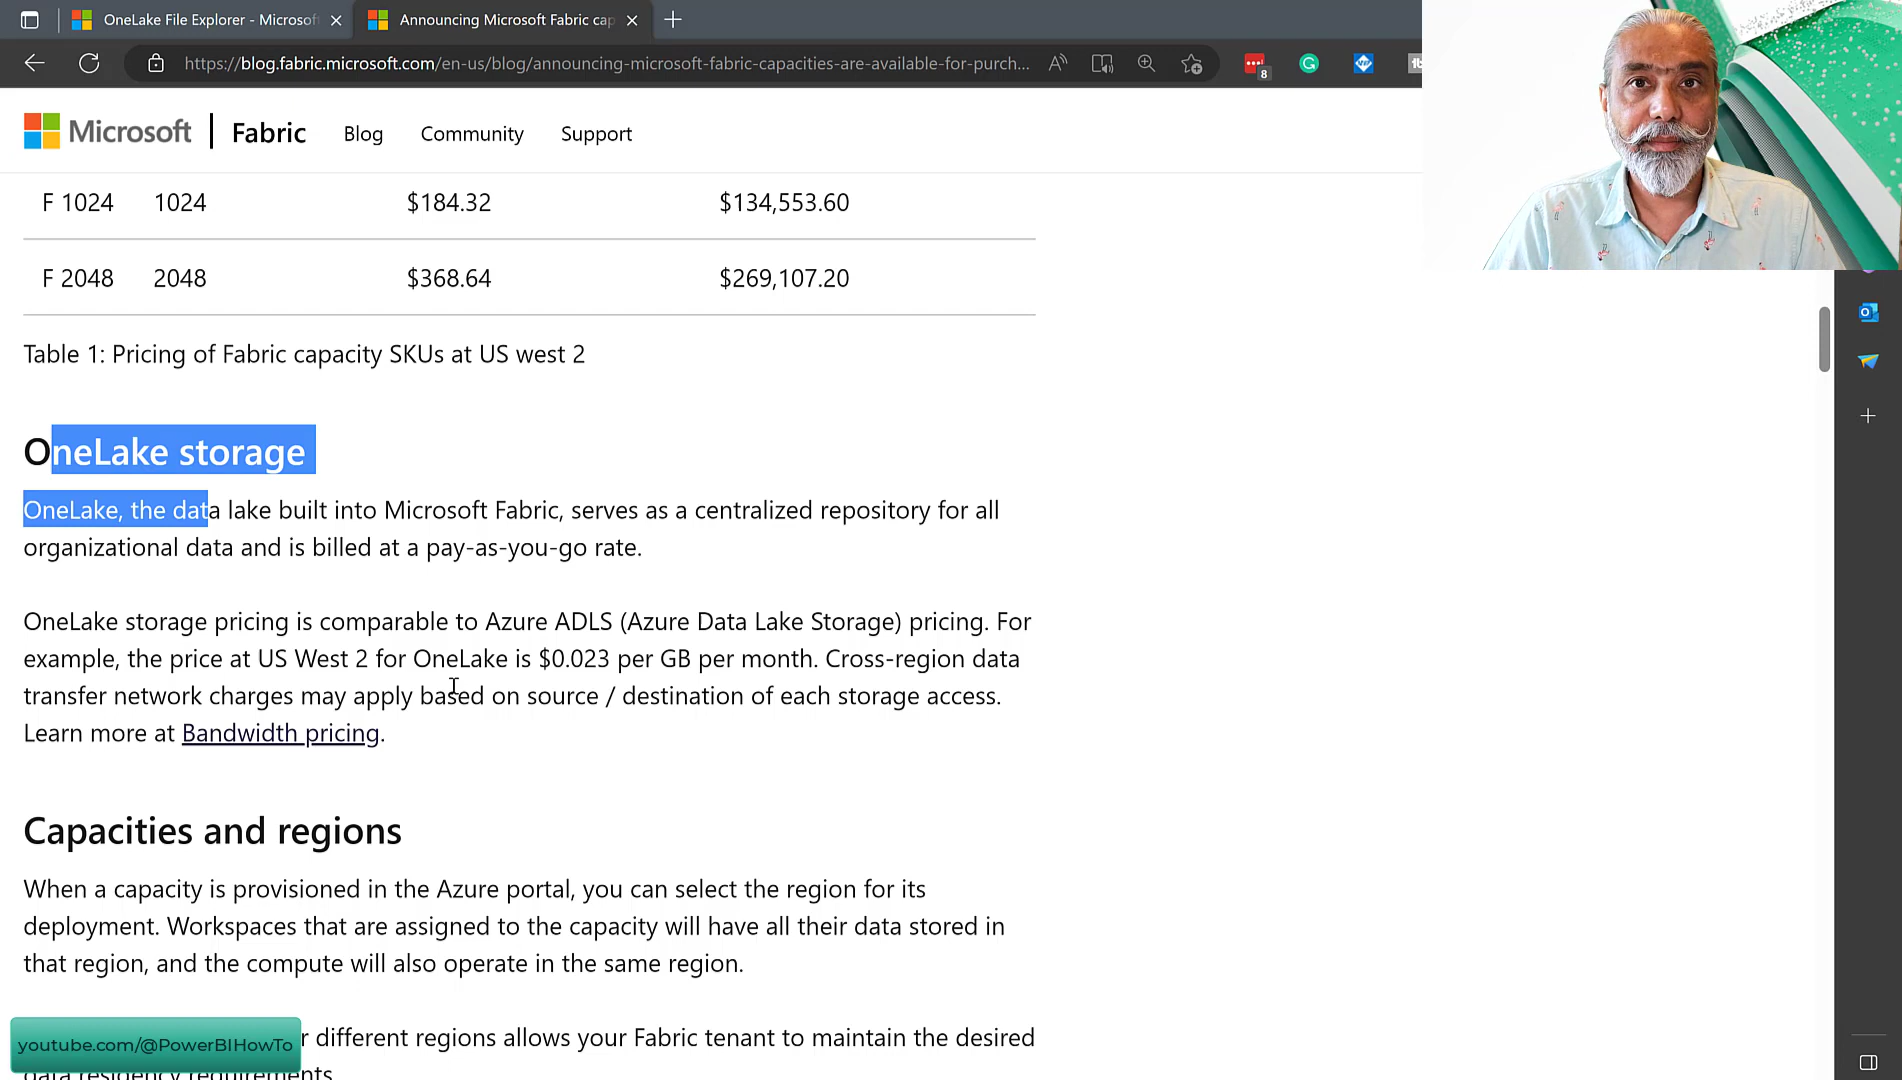 OneLake File Explorer - Microsof
Announcing Microsoft Fabric cap
https://blog.fabric.microsoft.com/en-us/blog/announcing-microsoft-fabric-capacities-are-available-for-purch...
8
Microsoft | Fabric Blog Community Support
F 1024 1024 $184.32 $134,553.60
F 2048 2048 $368.64 $269,107.20
Table 1: Pricing of Fabric capacity SKUs at US west 2
OneLake storage
OneLake, the data lake built into Microsoft Fabric, serves as a centralized repository for all
organizational data and is billed at a pay-as-you-go rate.
OneLake storage pricing is comparable to Azure ADLS (Azure Data Lake Storage) pricing. For
example, the price at US West 2 for OneLake is $0.023 per GB per month. Cross-region data
transfer network charges may apply based on source / destination of each storage access.
Learn more at Bandwidth pricing.
Capacities and regions
When a capacity is provisioned in the Azure portal, you can select the region for its
deployment. Workspaces that are assigned to the capacity will have all their data stored in
that region, and the compute will also operate in the same region.
r different regions allows your Fabric tenant to maintain the desired
data residency requirements.
youtube.com/@PowerBIHowTo